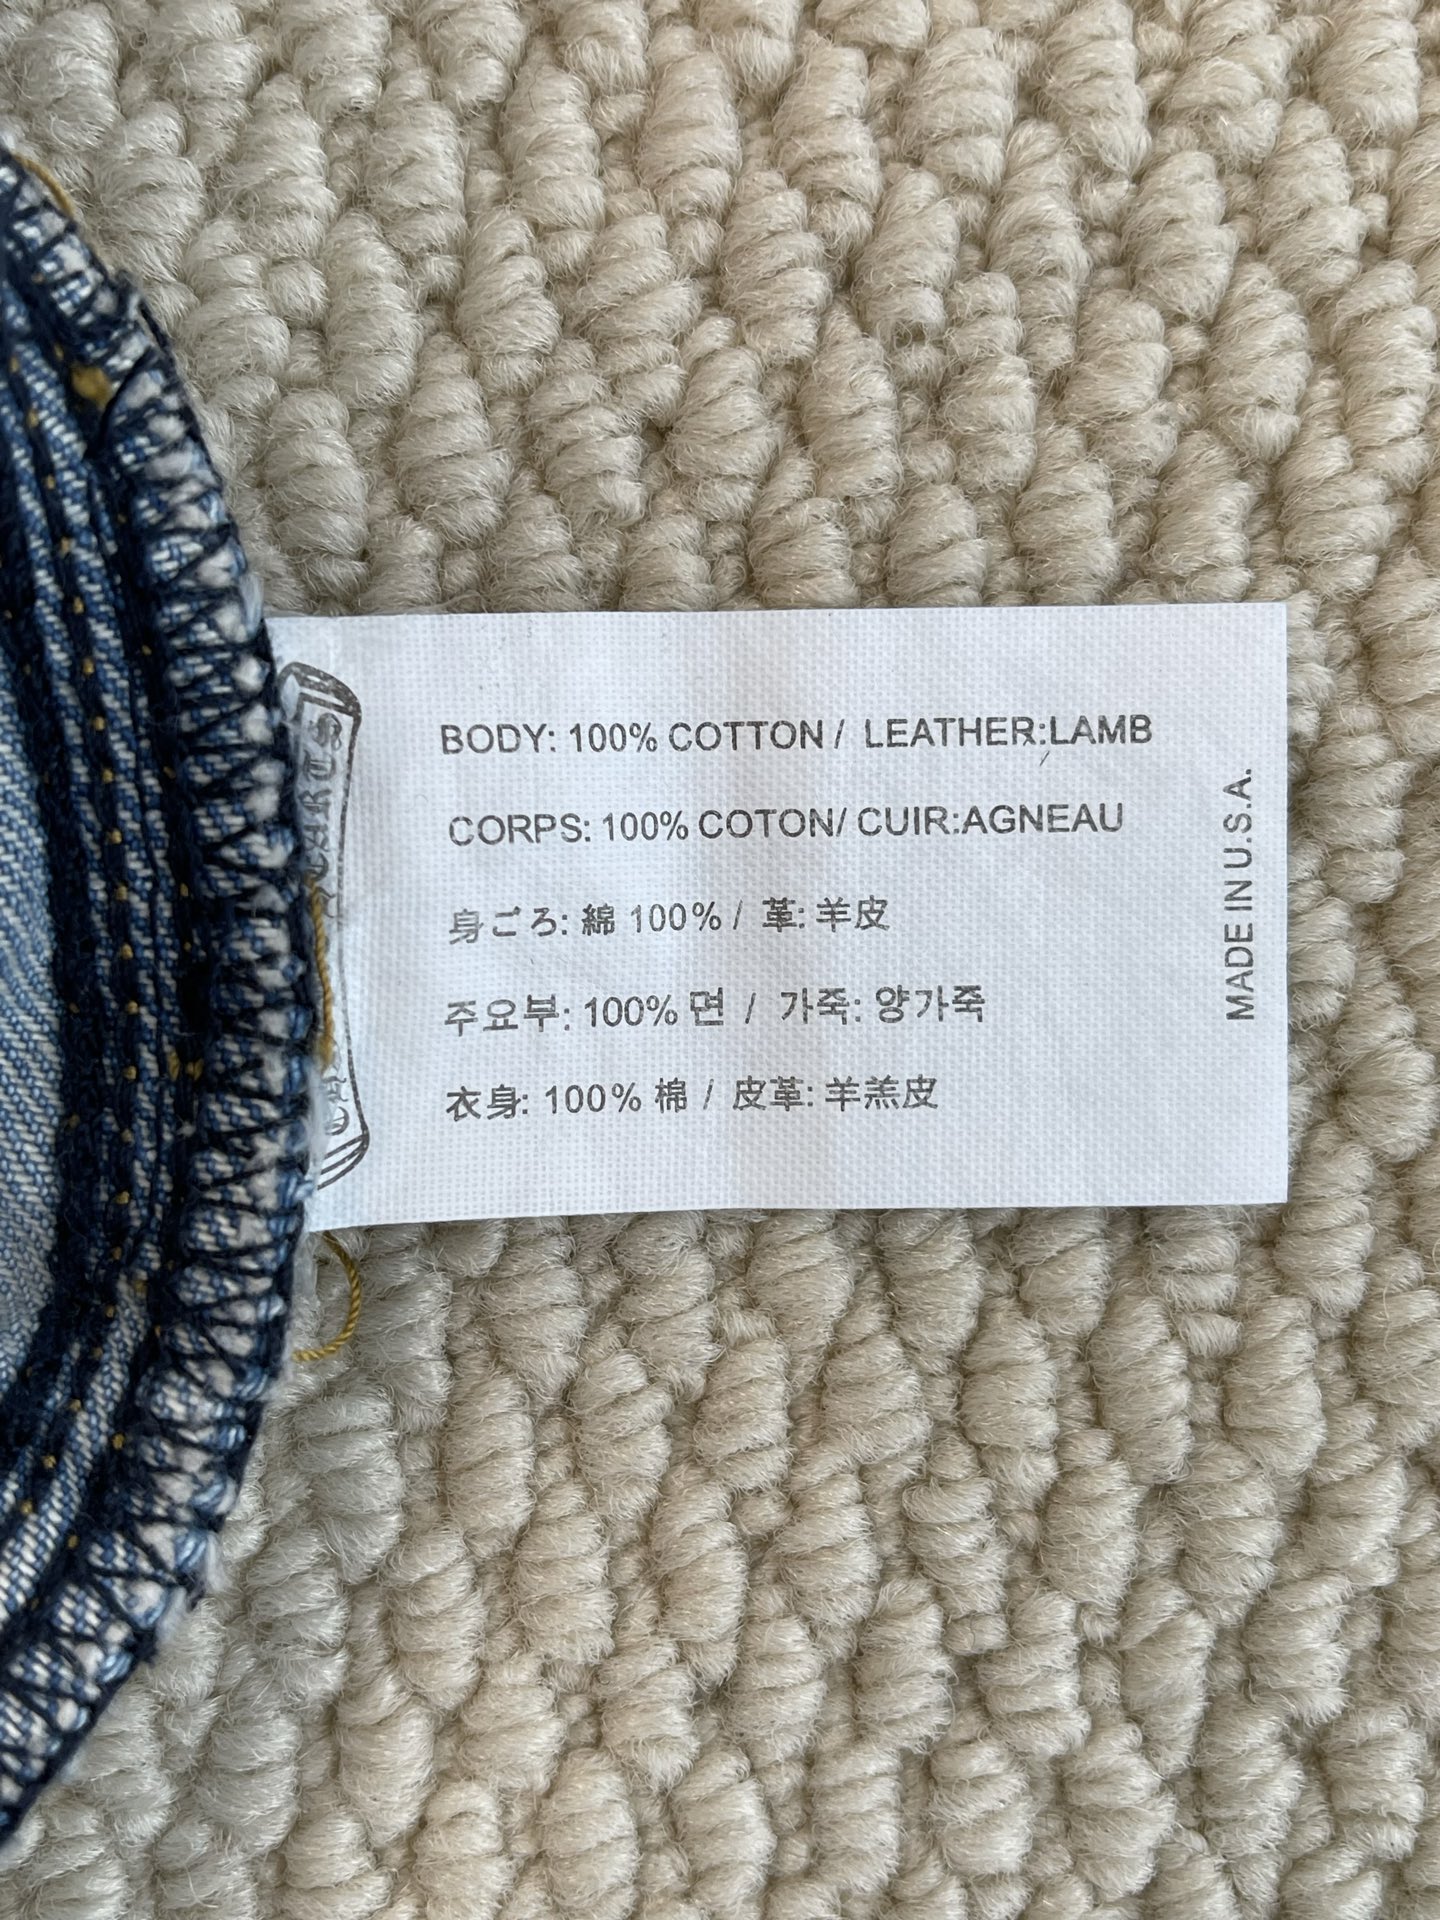 BODY: 100% COTTON / LEATHER:LAMB
CORPS: 100% COTON/ CUIR:AGNEAU
身ごろ: 綿 100% / 革: 羊皮
주요부: 100% 면 / 가죽: 양가죽
衣身: 100% 棉 / 皮革: 羊羔皮
MADE IN U.S.A.